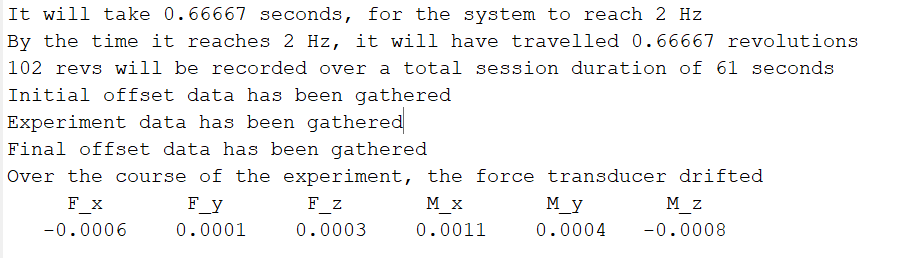 It will take 0.66667 seconds, for the system to reach 2 Hz
By the time it reaches 2 Hz, it will have travelled 0.66667 revolutions
102 revs will be recorded over a total session duration of 61 seconds
Initial offset data has been gathered
Experiment data has been gathered
Final offset data has been gathered
Over the course of the experiment, the force transducer drifted
F_x F_y F_z M_x M_y M_z
-0.0006 0.0001 0.0003 0.0011 0.0004 -0.0008